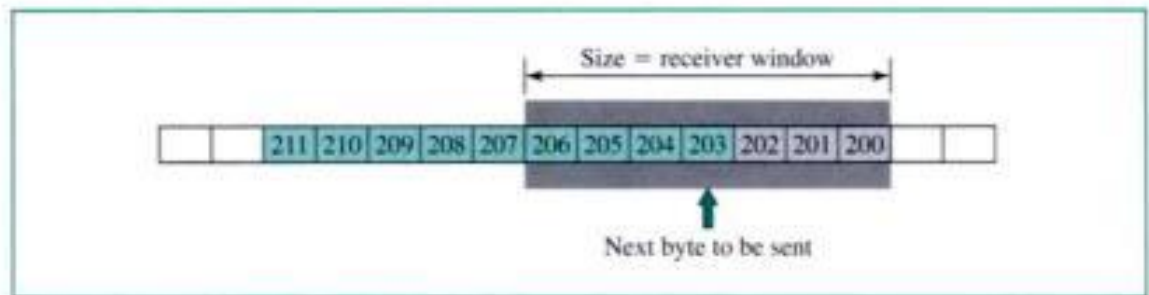 Size = receiver window
211 210 209 208 207 206 205 204 203 202 201 200
Next byte to be sent